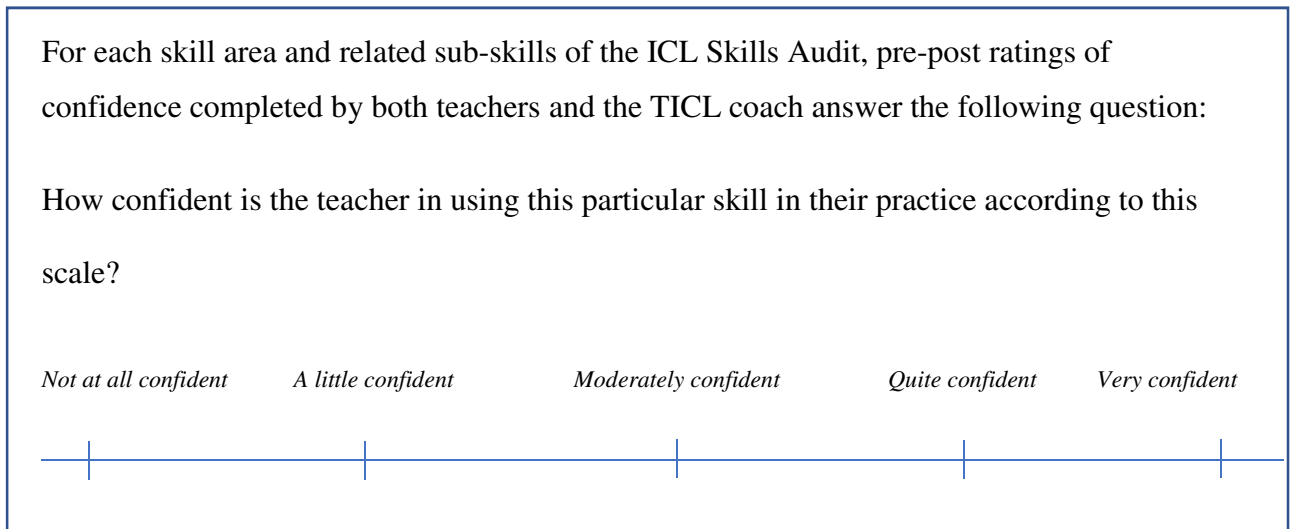 For each skill area and related sub-skills of the ICL Skills Audit, pre-post ratings of
confidence completed by both teachers and the TICL coach answer the following question:
How confident is the teacher in using this particular skill in their practice according to this
scale?
Not at all confident A little confident Moderately confident Quite confident Very confident